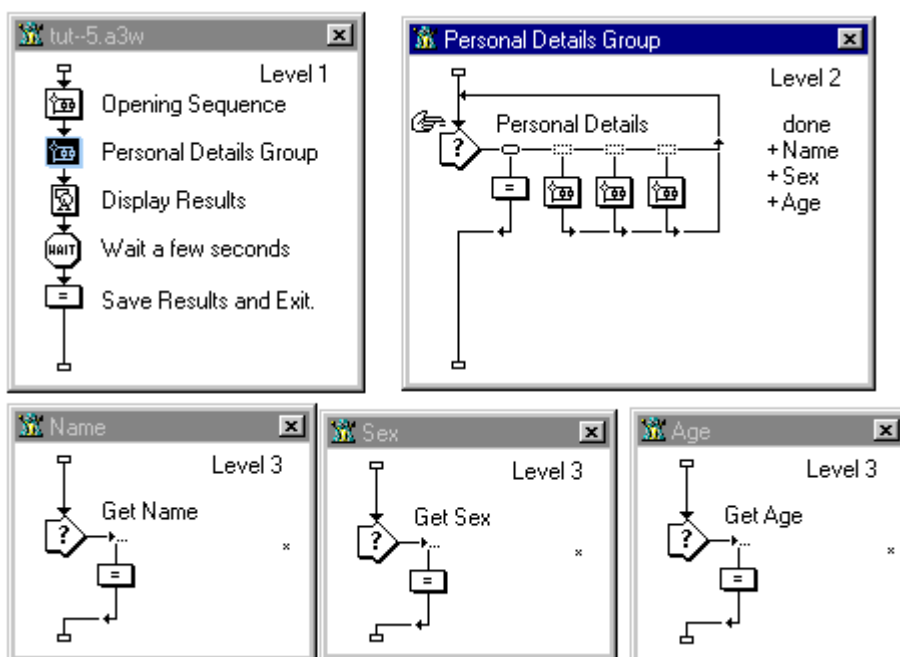 tut--5.a3w
Level 1
Opening Sequence
Personal Details Group
Display Results
WAIT
Wait a few seconds
=
Save Results and Exit.
Personal Details Group
Level 2
Personal Details
?
=
done
+Name
+Sex
+Age
Name
Level 3
Get Name
?
...
×
=
Sex
Level 3
Get Sex
?
...
×
=
Age
Level 3
Get Age
?
...
×
=